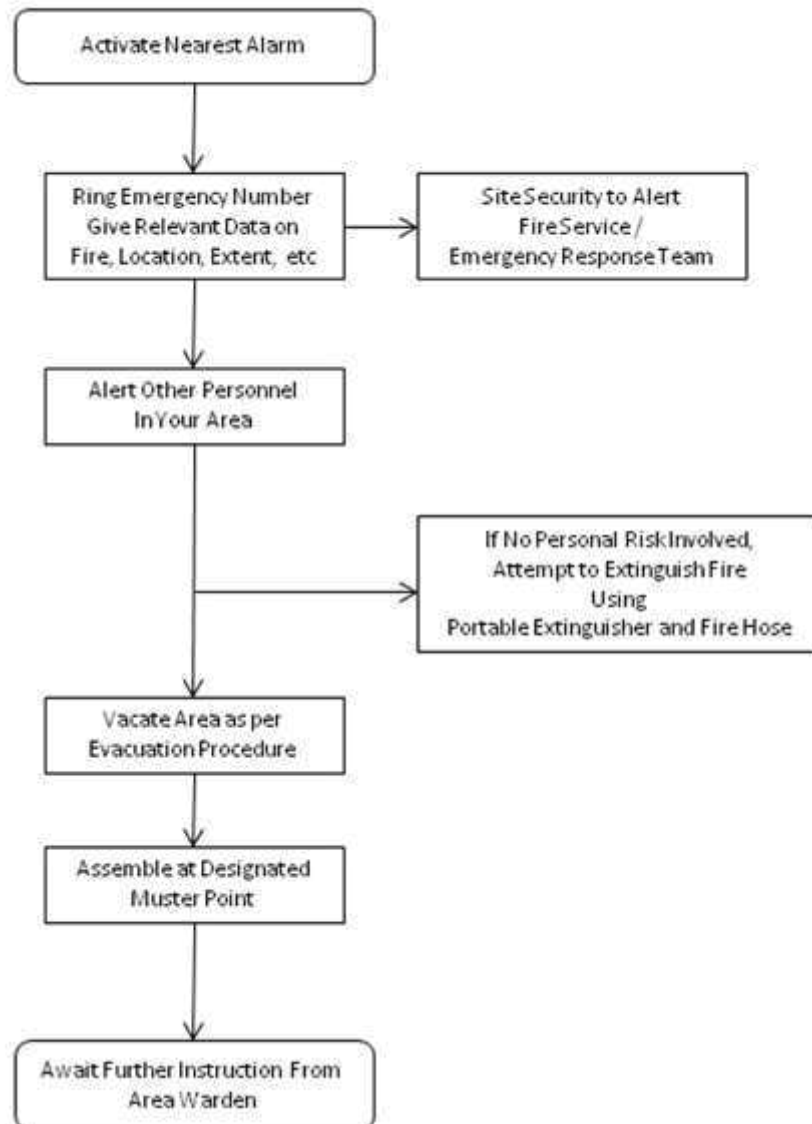 Activate Nearest Alarm
Ring Emergency Number
Give Relevant Data on
Fire, Location, Extent, etc
Site Security to Alert
Fire Service /
Emergency Response Team
Alert Other Personnel
In Your Area
If No Personal Risk Involved,
Attempt to Extinguish Fire
Using
Portable Extinguisher and Fire Hose
Vacate Area as per
Evacuation Procedure
Assemble at Designated
Muster Point
Await Further Instruction From
Area Warden